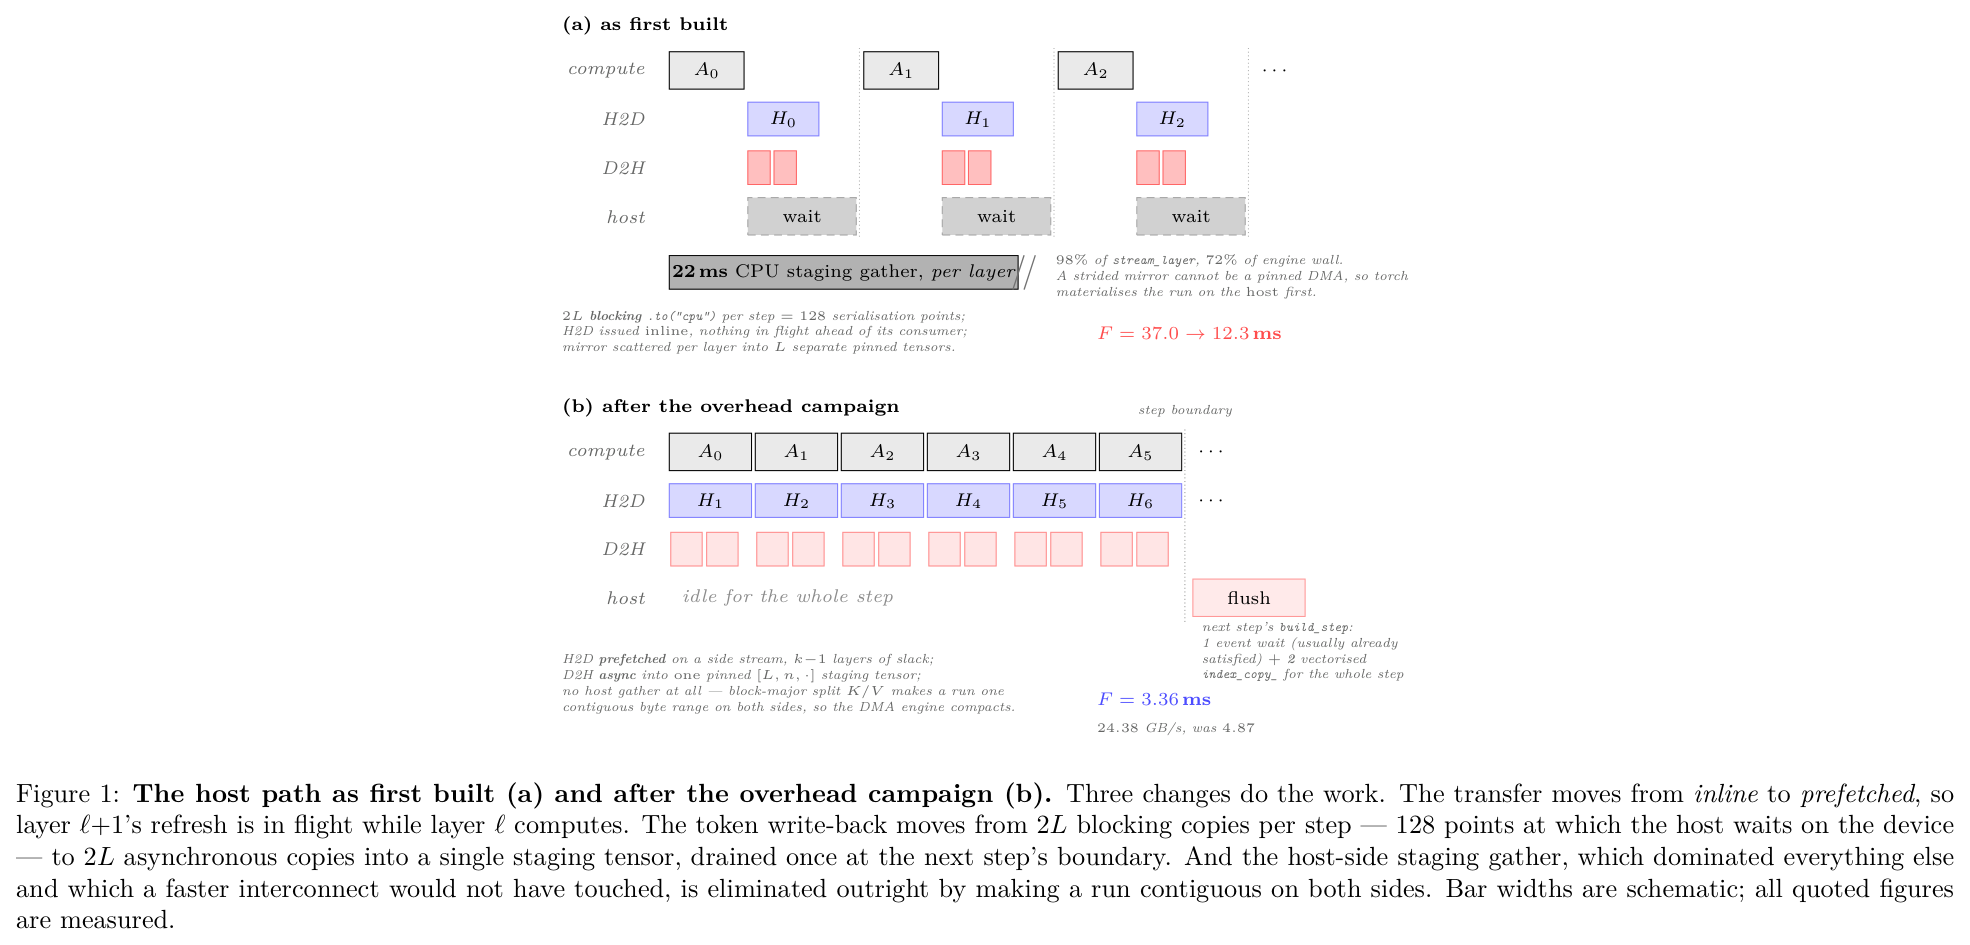 (a) as first built
compute A₀ A₁ A₂ ···
H2D H₀ H₁ H₂
D2H
host wait wait wait
22 ms CPU staging gather, per layer
98% of stream_layer, 72% of engine wall.
A strided mirror cannot be a pinned DMA, so torch
materialises the run on the host first.
2L blocking .to("cpu") per step = 128 serialisation points;
H2D issued inline, nothing in flight ahead of its consumer;
mirror scattered per layer into L separate pinned tensors.
F = 37.0 → 12.3 ms
(b) after the overhead campaign
step boundary
compute A₀ A₁ A₂ A₃ A₄ A₅ ···
H2D H₁ H₂ H₃ H₄ H₅ H₆ ···
D2H
host idle for the whole step flush
next step's build_step:
1 event wait (usually already
satisfied) + 2 vectorised
index_copy_ for the whole step
H2D prefetched on a side stream, k−1 layers of slack;
D2H async into one pinned [L, n, ·] staging tensor;
no host gather at all — block-major split K/V makes a run one
contiguous byte range on both sides, so the DMA engine compacts.
F = 3.36 ms
24.38 GB/s, was 4.87
Figure 1: The host path as first built (a) and after the overhead campaign (b). Three changes do the work. The transfer moves from inline to prefetched, so
layer ℓ+1's refresh is in flight while layer ℓ computes. The token write-back moves from 2L blocking copies per step — 128 points at which the host waits on the device
— to 2L asynchronous copies into a single staging tensor, drained once at the next step's boundary. And the host-side staging gather, which dominated everything else
and which a faster interconnect would not have touched, is eliminated outright by making a run contiguous on both sides. Bar widths are schematic; all quoted figures
are measured.